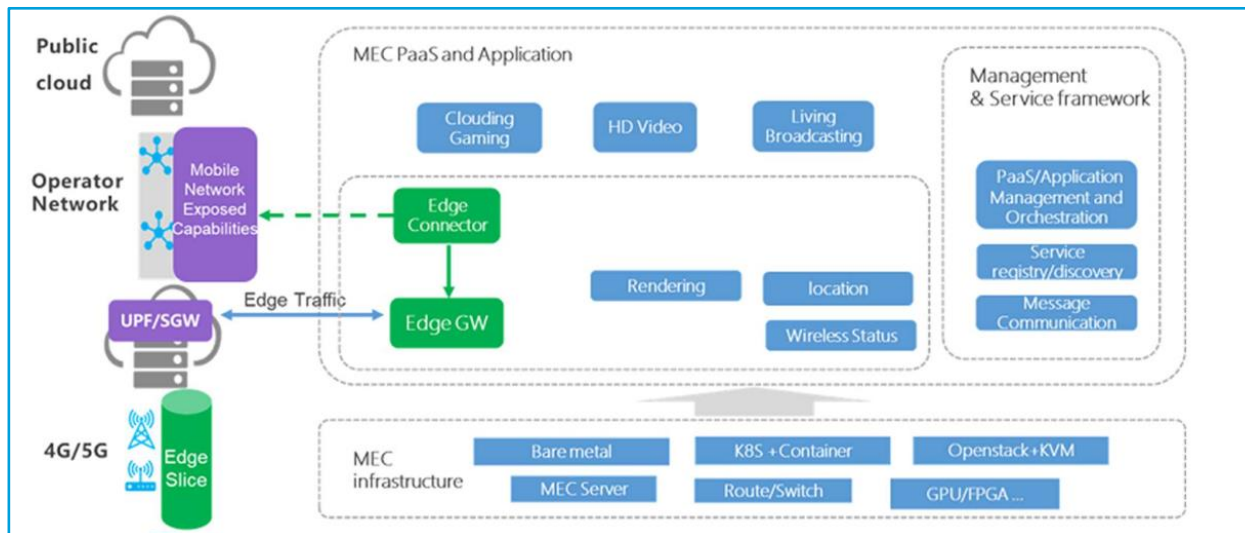 Public
cloud
Operator
Network
4G/5G
Mobile
Network
Exposed
Capabilities
UPF/SGW
Edge
Slice
Edge Traffic
MEC PaaS and Application
Clouding
Gaming
HD Video
Living
Broadcasting
Edge
Connector
Edge GW
Rendering
location
Wireless Status
Management
& Service framework
PaaS/Application
Management and
Orchestration
Service
registry/discovery
Message
Communication
MEC
infrastructure
Bare metal
K8S +Container
Openstack+KVM
MEC Server
Route/Switch
GPU/FPGA ...